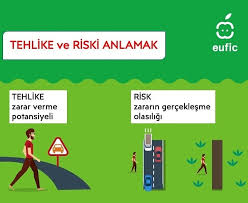 TEHLİKE ve RİSKİ ANLAMAK
eufic
TEHLİKE
zarar verme
potansiyeli
RİSK
zararın gerçekleşme
olasılığı